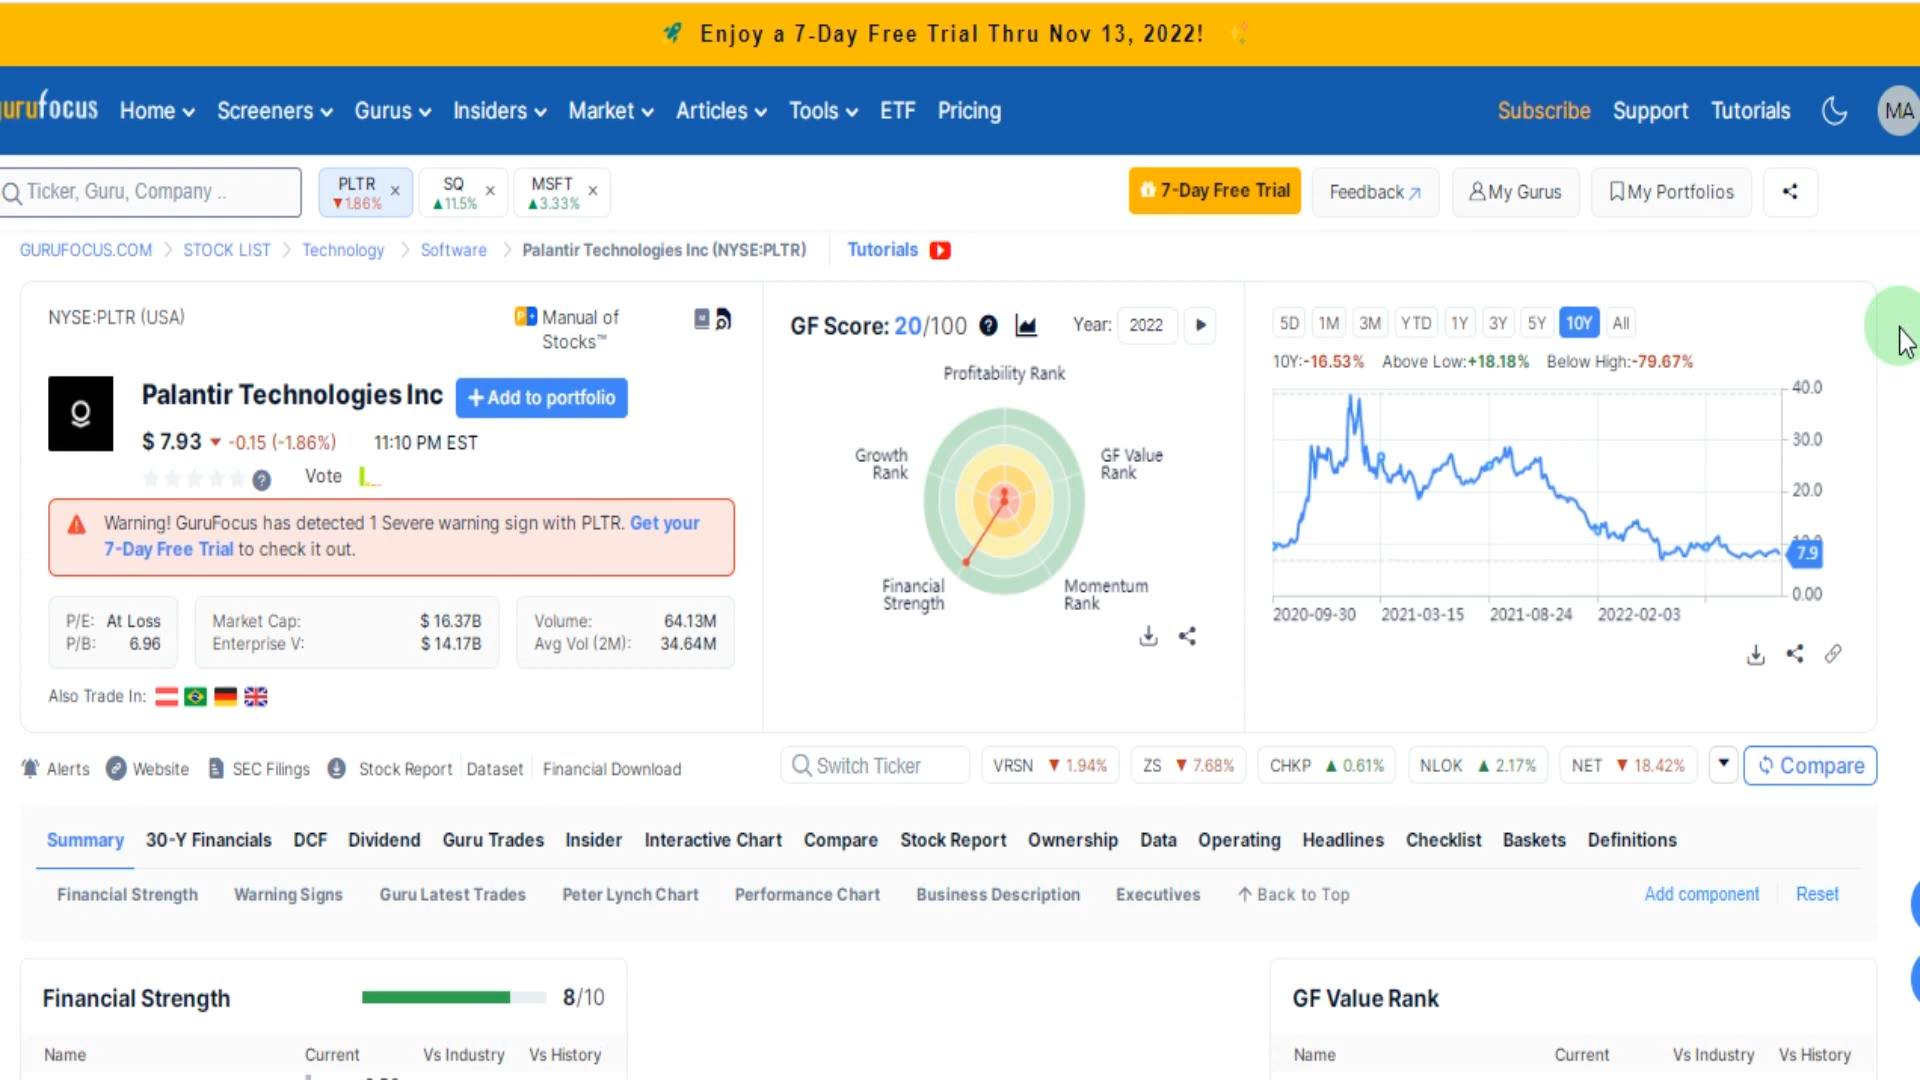 Enjoy a 7-Day Free Trial Thru Nov 13, 2022!
gurufocus Home Screeners Gurus Insiders Market Articles Tools ETF Pricing Subscribe Support Tutorials MA
Ticker, Guru, Company ..
PLTR × SQ × MSFT ×
▼1.86% ▲11.5% ▲3.33%
7-Day Free Trial Feedback My Gurus My Portfolios
GURUFOCUS.COM STOCK LIST Technology Software Palantir Technologies Inc (NYSE:PLTR) Tutorials
NYSE:PLTR (USA)
Manual of
Stocks™
Palantir Technologies Inc
+Add to portfolio
$ 7.93 ▼ -0.15 (-1.86%) 11:10 PM EST
Vote
Warning! GuruFocus has detected 1 Severe warning sign with PLTR. Get your
7-Day Free Trial to check it out.
P/E: At Loss
P/B: 6.96
Market Cap: $ 16.37B
Enterprise V: $ 14.17B
Volume: 64.13M
Avg Vol (2M): 34.64M
Also Trade In:
GF Score: 20/100 Year: 2022
Profitability Rank
Growth
Rank
GF Value
Rank
Financial
Strength
Momentum
Rank
5D 1M 3M YTD 1Y 3Y 5Y 10Y All
10Y:-16.53% Above Low:+18.18% Below High:-79.67%
40.0
30.0
20.0
7.9
0.00
2020-09-30 2021-03-15 2021-08-24 2022-02-03
Alerts Website SEC Filings Stock Report Dataset Financial Download
Switch Ticker VRSN ▼ 1.94% ZS ▼ 7.68% CHKP ▲ 0.61% NLOK ▲ 2.17% NET ▼ 18.42% Compare
Summary 30-Y Financials DCF Dividend Guru Trades Insider Interactive Chart Compare Stock Report Ownership Data Operating Headlines Checklist Baskets Definitions
Financial Strength Warning Signs Guru Latest Trades Peter Lynch Chart Performance Chart Business Description Executives ↑ Back to Top Add component Reset
Financial Strength 8/10
Name Current Vs Industry Vs History
GF Value Rank
Name Current Vs Industry Vs History